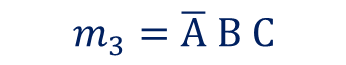 m₃ = A̅ B C